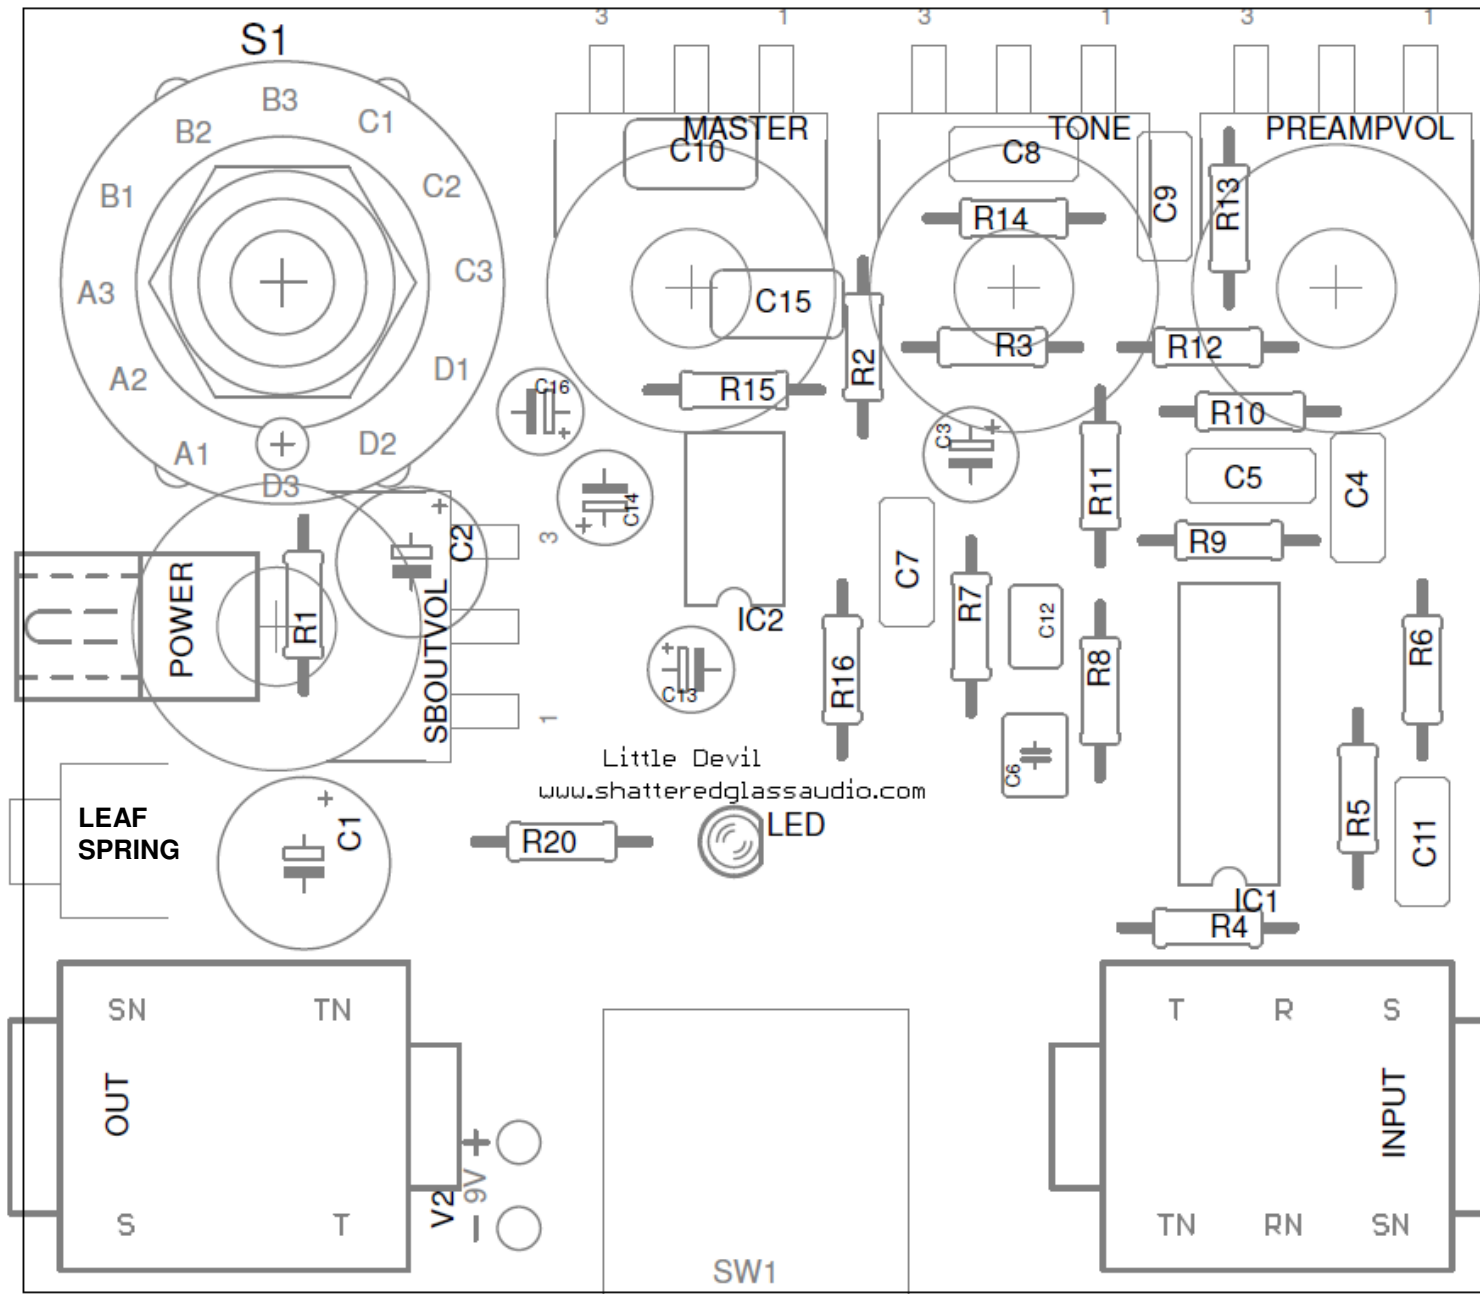 3 1 3 1 3 1
S1
MASTER TONE PREAMPVOL
B3
B2 C1
B1 C2
A3 C3
A2 D1
A1 D2
D3
C10 C8 C9 R13
R14
C15
R2 R3 R12
C16 R15 R10
C3
C14 R11 C5 C4
3 C2 R9
C7
POWER R1 SBOUTVOL
IC2 R7 C12
R16 R8 R6
C13
1
Little Devil
www.shatteredglassaudio.com
C6
LEAF
SPRING
C1 R20 LED R5 C11
IC1
R4
SN TN T R S
OUT INPUT
+
9V
V2
-
S T TN RN SN
SW1